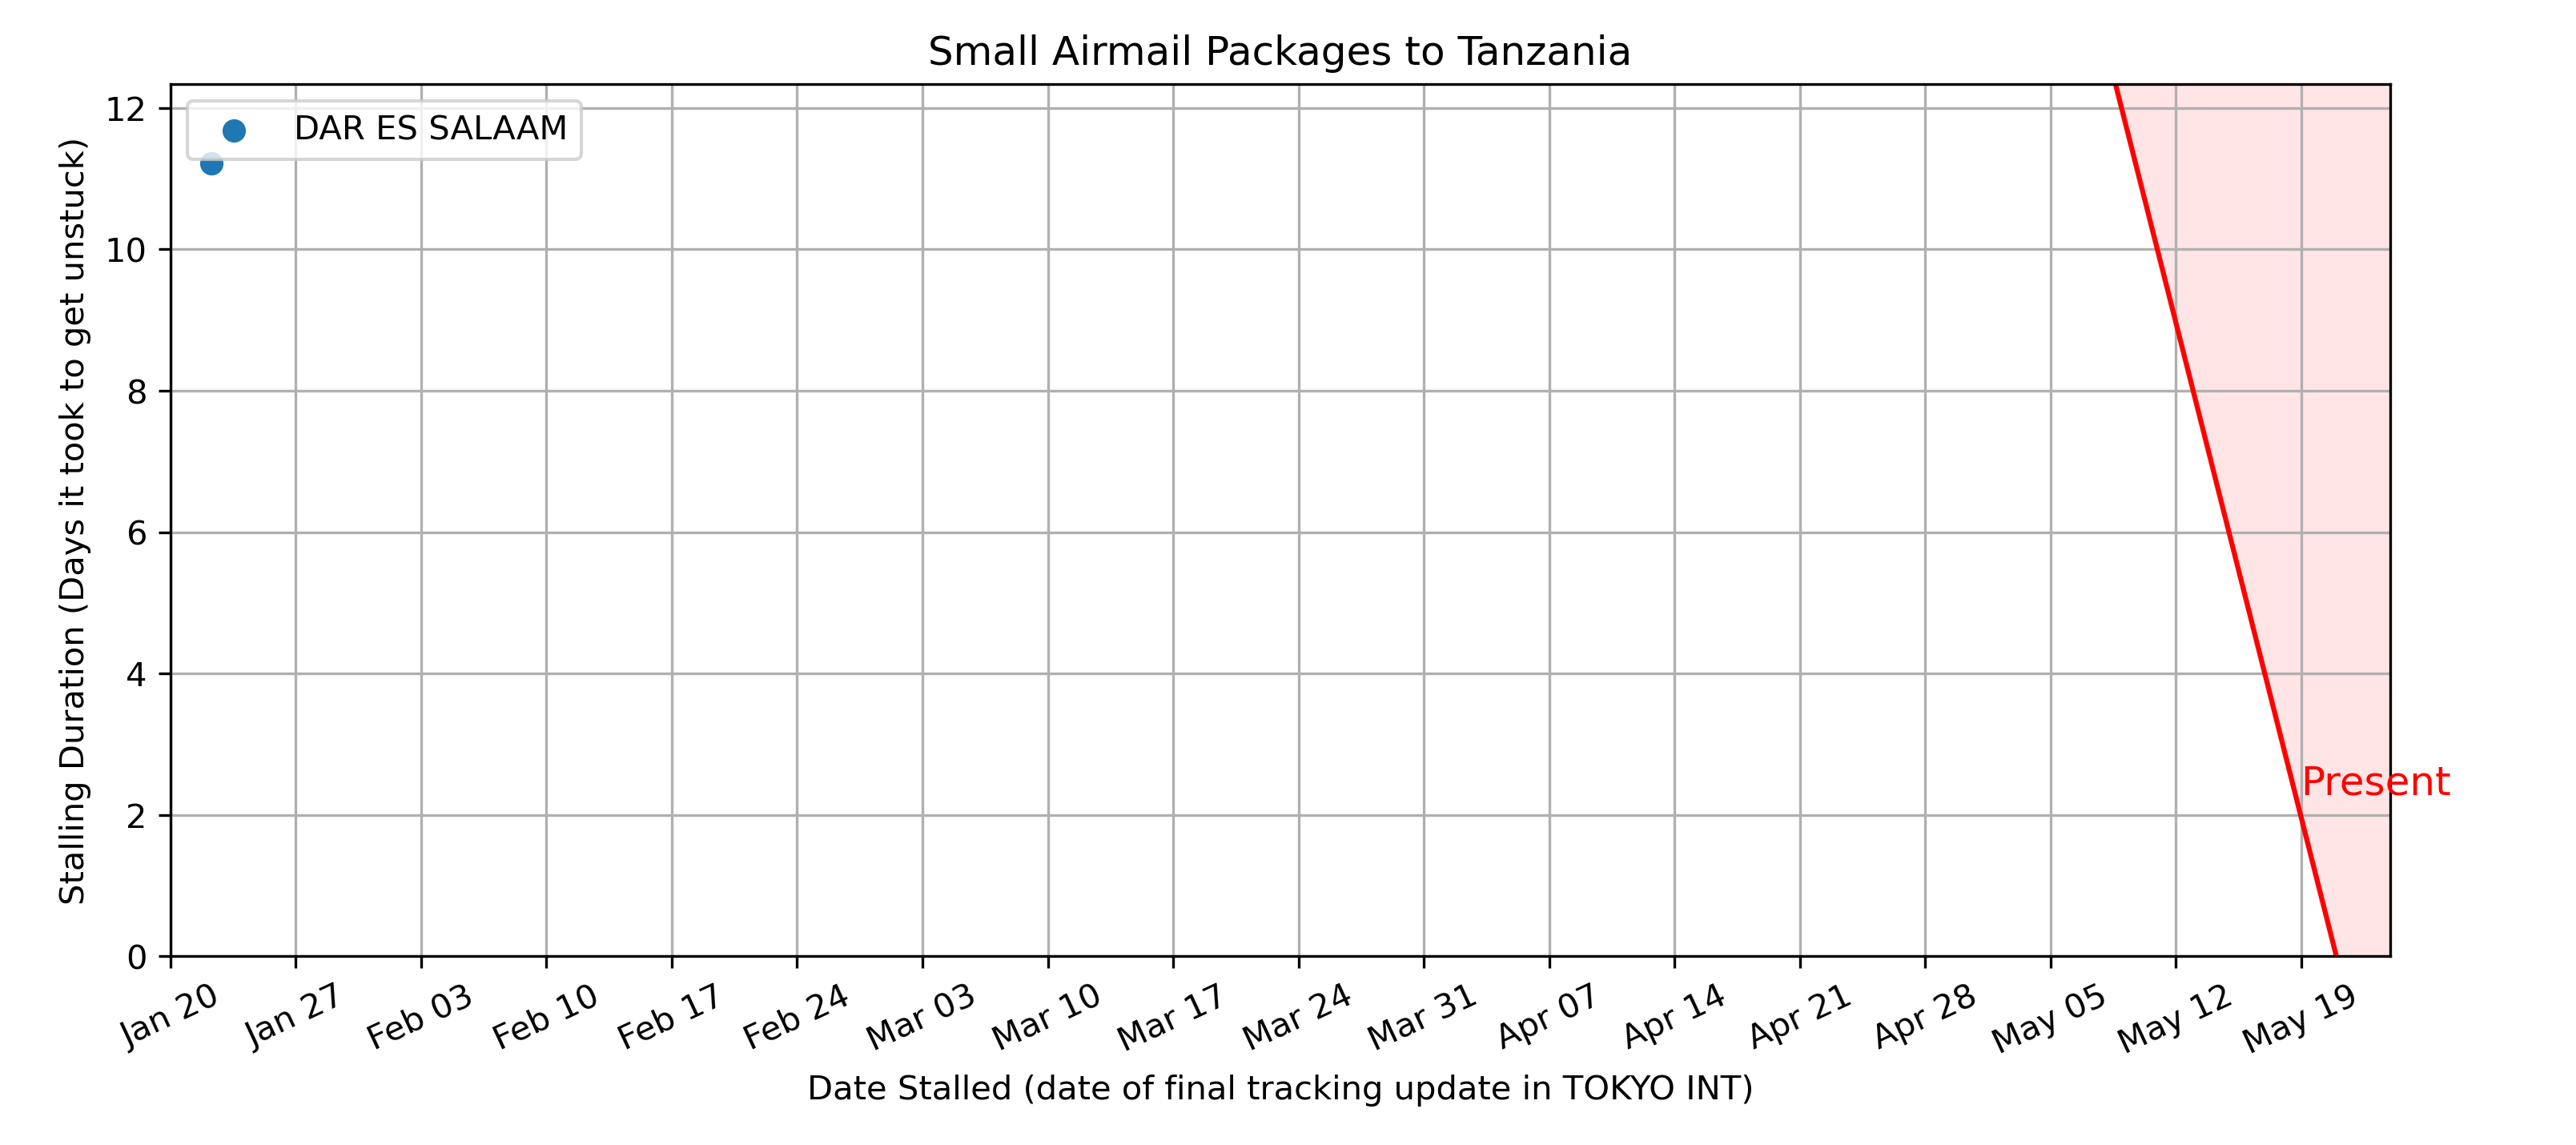 Small Airmail Packages to Tanzania
DAR ES SALAAM
Stalling Duration (Days it took to get unstuck)
12
10
8
6
4
2
0
Present
Jan 20
Jan 27
Feb 03
Feb 10
Feb 17
Feb 24
Mar 03
Mar 10
Mar 17
Mar 24
Mar 31
Apr 07
Apr 14
Apr 21
Apr 28
May 05
May 12
May 19
Date Stalled (date of final tracking update in TOKYO INT)